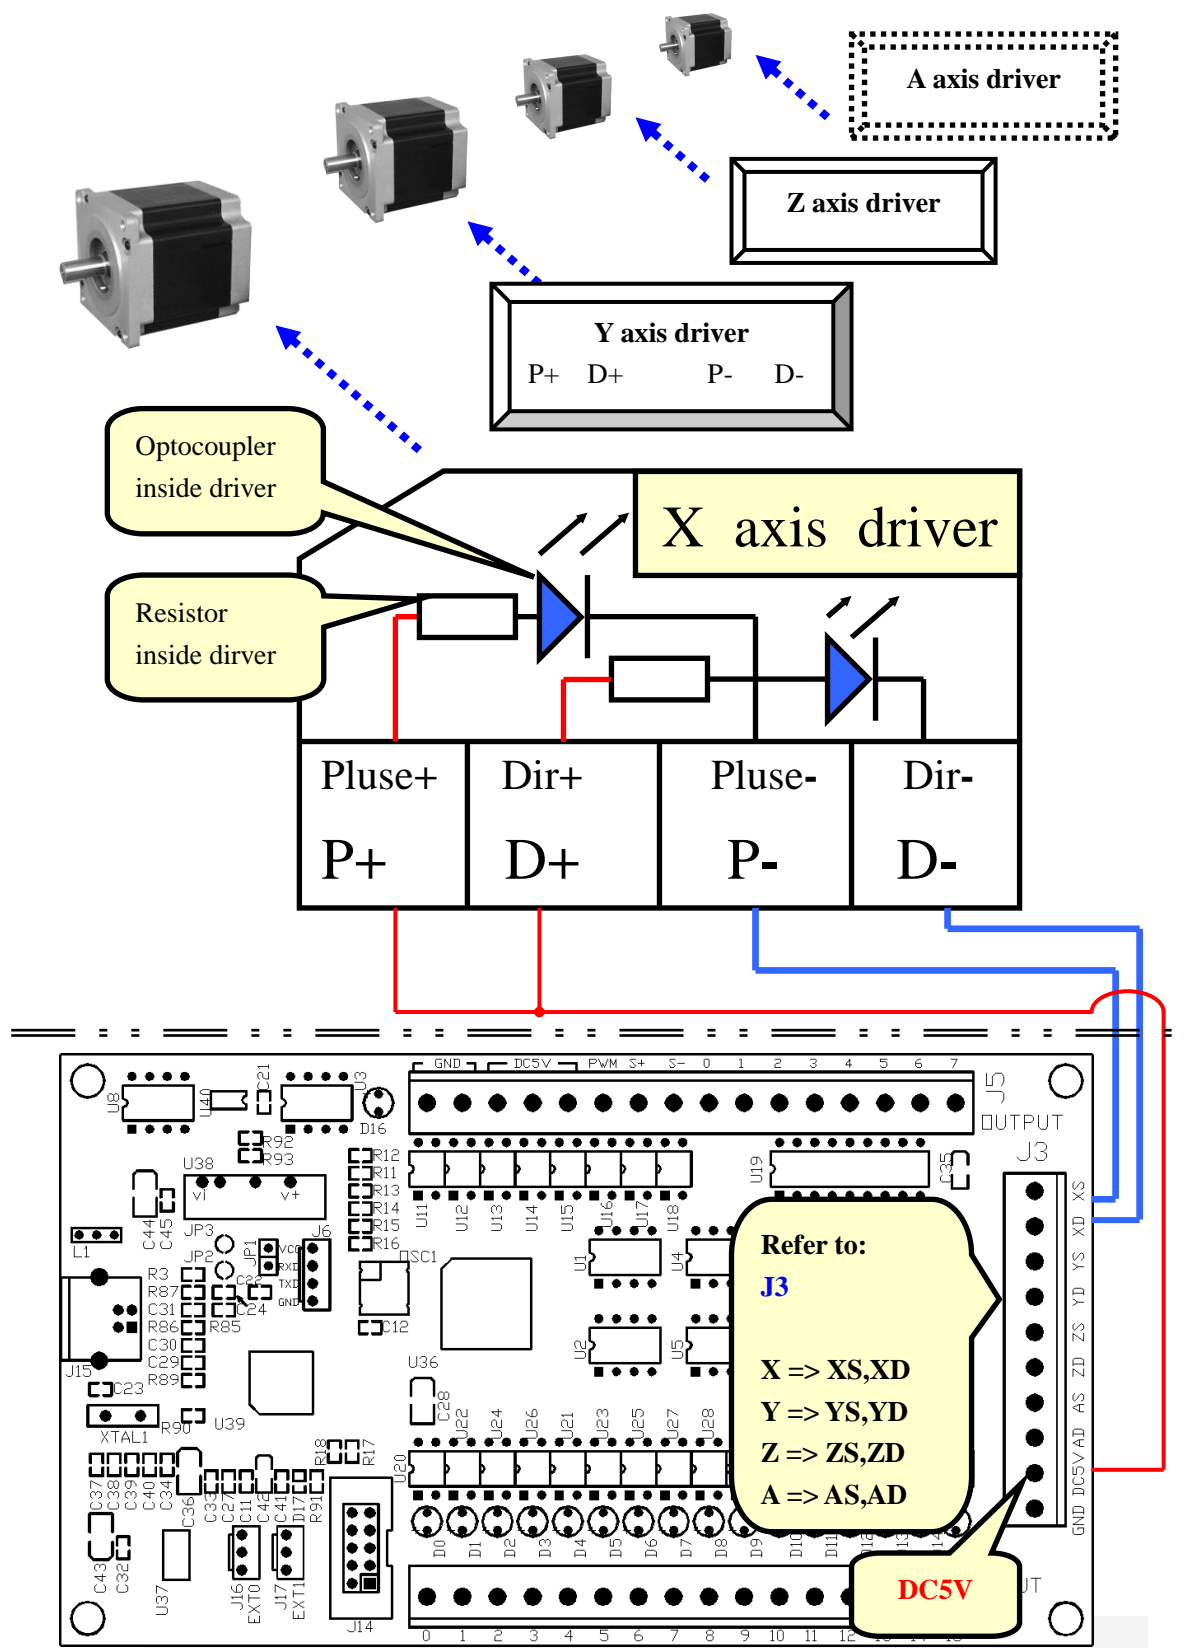 A axis driver
Z axis driver
Y axis driver
P+ D+ P- D-
Optocoupler
inside driver
X axis driver
Resistor
inside dirver
Pluse+ Dir+ Pluse- Dir-
P+ D+ P- D-
GND DC5V PWM S+ S- 0 1 2 3 4 5 6 7
J5
OUTPUT
J3
U8
U40
C21
U3
D16
R92
R93
U38
vi v+
C44
C45
JP3
L1
JP2
JP1
J6
VCC
RXD
TXD
GND
R12
R11
R13
R14
R15
R16
U11 U12 U13 U14 U15 U16 U17 U18
U19
C35
OSC1
U1
U4
U2
U5
R3
R87
C31
R86
C30
C29
R89
C22
C24
R85
C12
J15
C23
R90
U39
XTAL1
U36
C28
U20
U22 U24 U26 U21 U23 U25 U27 U28
R18
R17
C37 C38 C39 C40 C34 C36 C33 C27 C11 C42 C41 D17 R91
C43
C32
U37
J16
EXT0
J17
EXT1
J14
D0 D1 D2 D3 D4 D5 D6 D7 D8 D9 D10 D11
0 1 2 3 4 5 6 7 8 9 10 11 12
XS
XD
YS
YD
ZS
ZD
AS
AD
DC5V
GND
Refer to:
J3
X => XS,XD
Y => YS,YD
Z => ZS,ZD
A => AS,AD
DC5V